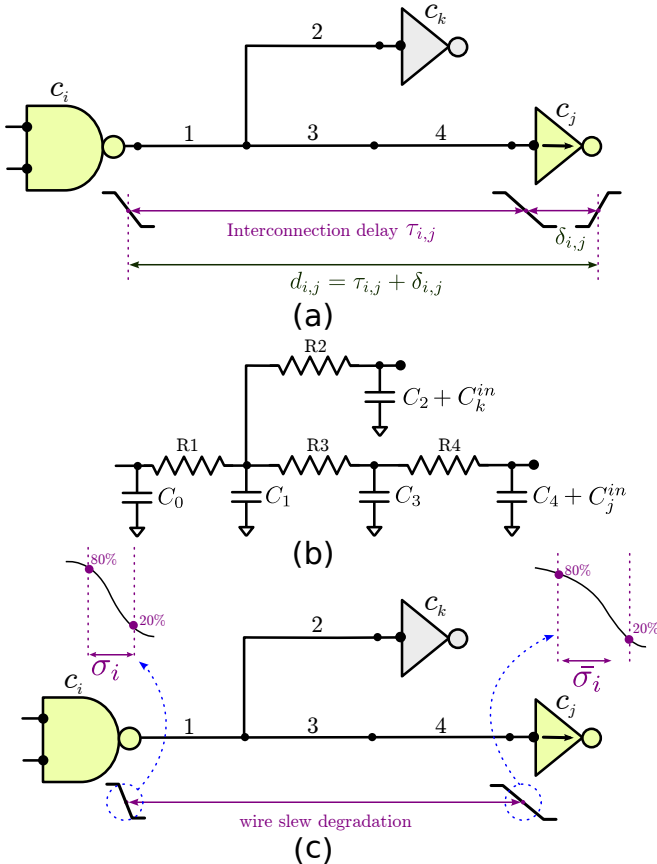 c_k
2
c_i
c_j
1
3
4
Interconnection delay τ_{i,j}
δ_{i,j}
d_{i,j} = τ_{i,j} + δ_{i,j}
(a)
R2
C_2 + C_k^{in}
R1
R3
R4
C_0
C_1
C_3
C_4 + C_j^{in}
(b)
80%
20%
σ_i
80%
20%
σ̄_i
c_k
2
c_i
c_j
1
3
4
wire slew degradation
(c)